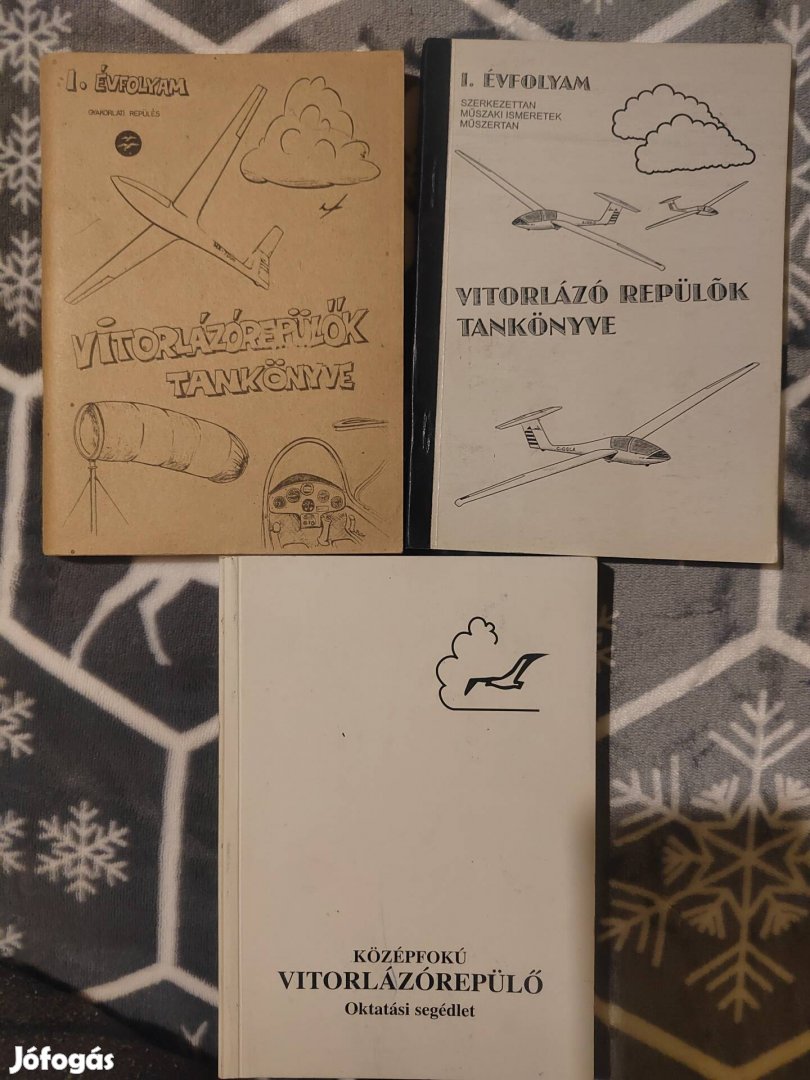 I. ÉVFOLYAM
GYAKORLATI REPÜLÉS
VITORLÁZÓREPÜLŐK
TANKÖNYVE
I. ÉVFOLYAM
SZERKEZETTAN
MŰSZAKI ISMERETEK
MŰSZERTAN
VITORLÁZÓ REPÜLŐK
TANKÖNYVE
KÖZÉPFOKÚ
VITORLÁZÓREPÜLŐ
Oktatási segédlet
Jófogás